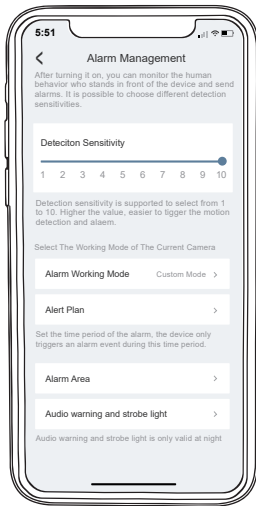 5:51
Alarm Management
After turning it on, you can monitor the human
behavior who stands in front of the device and send
alarms. It is possible to choose different detection
sensitivities.
Deteciton Sensitivity
1 2 3 4 5 6 7 8 9 10
Detection sensitivity is supported to select from 1
to 10. Higher the value, easier to tigger the motion
detection and alaem.
Select The Working Mode of The Current Camera
Alarm Working Mode Custom Mode >
Alert Plan >
Set the time period of the alarm, the device only
triggers an alarm event during this time period.
Alarm Area >
Audio warning and strobe light >
Audio warning and strobe light is only valid at night